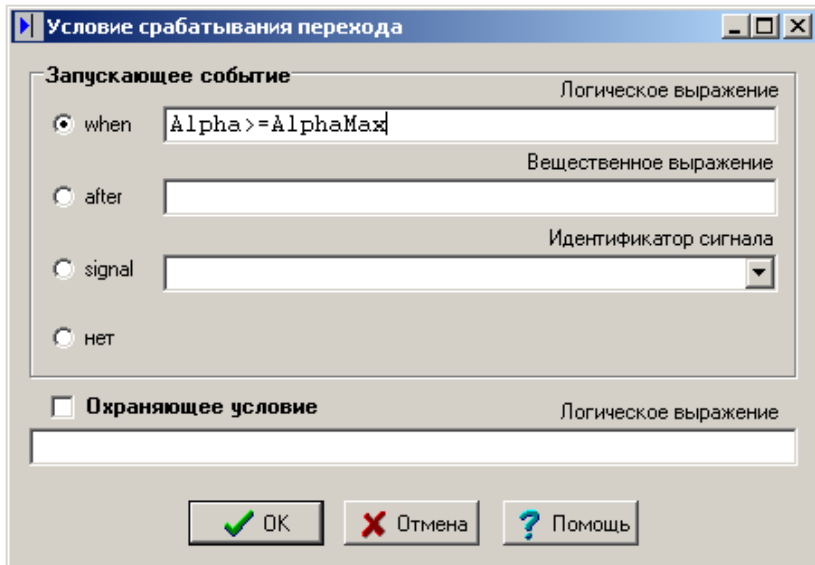 Условие срабатывания перехода
Запускающее событие
Логическое выражение
when Alpha>=AlphaMax
Вещественное выражение
after
Идентификатор сигнала
signal
нет
Охраняющее условие Логическое выражение
OK Отмена Помощь